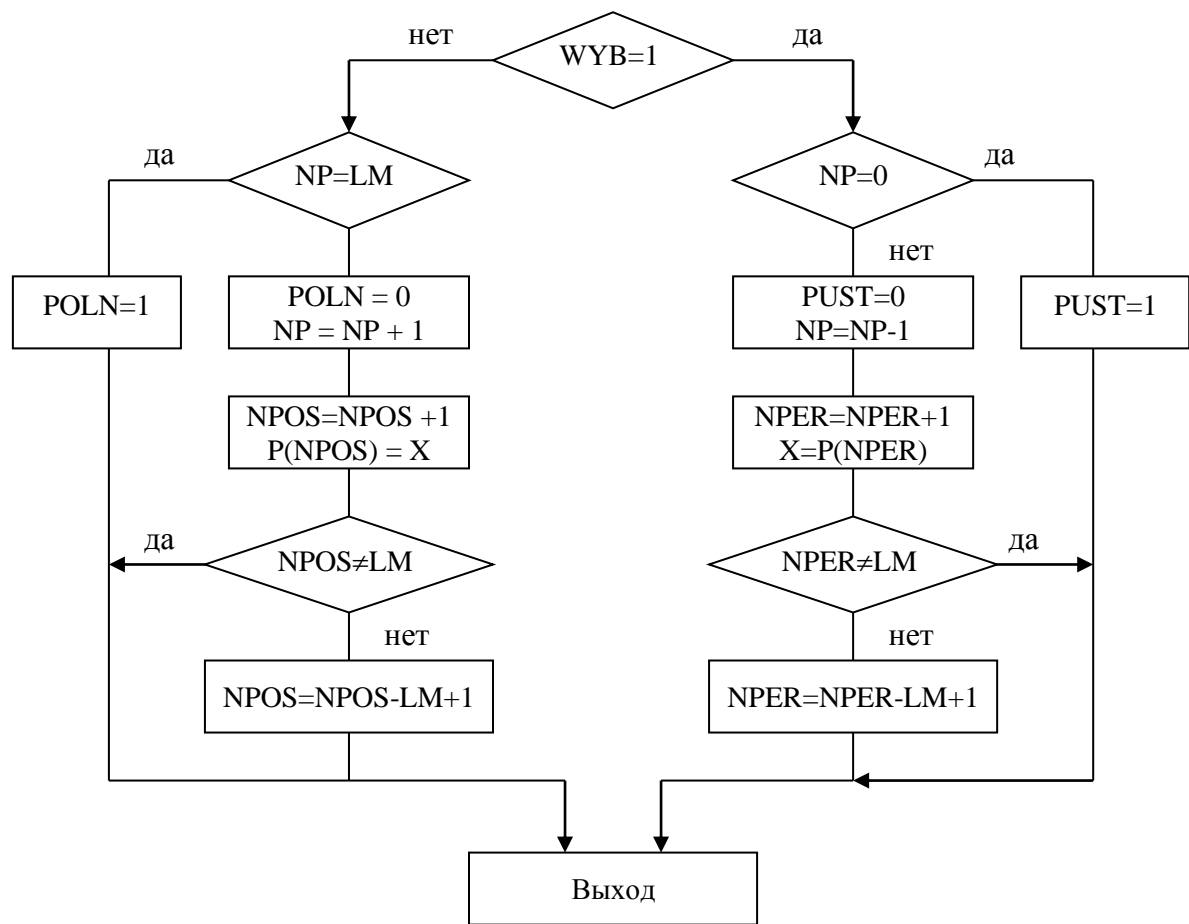 нет
да
WYB=1
да
NP=LM
NP=0
да
нет
POLN=1
POLN = 0
NP = NP + 1
PUST=0
NP=NP-1
PUST=1
NPOS=NPOS +1
P(NPOS) = X
NPER=NPER+1
X=P(NPER)
да
NPOS≠LM
NPER≠LM
да
нет
нет
NPOS=NPOS-LM+1
NPER=NPER-LM+1
Выход